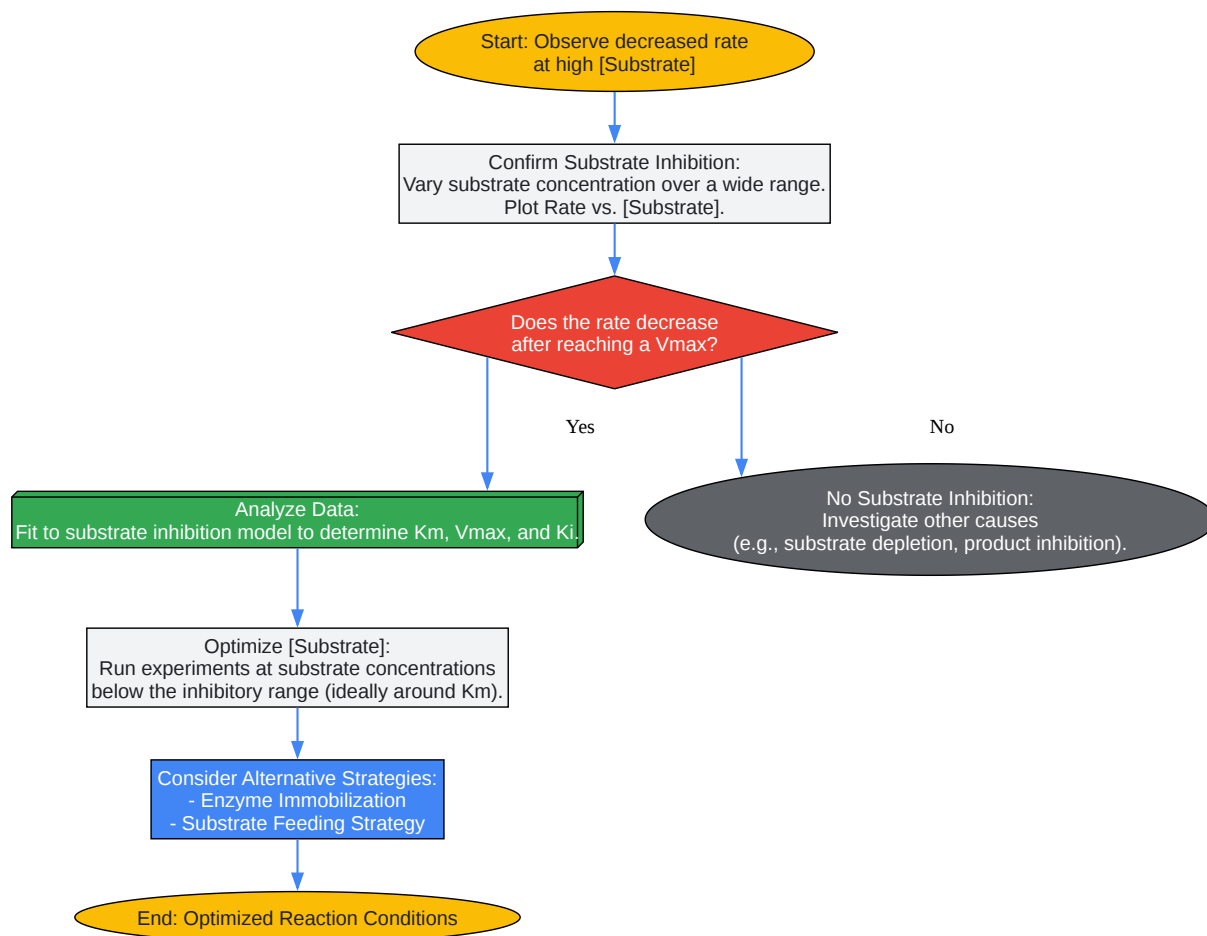 Start: Observe decreased rate
at high [Substrate]
Confirm Substrate Inhibition:
Vary substrate concentration over a wide range.
Plot Rate vs. [Substrate].
Does the rate decrease
after reaching a Vmax?
Yes
No
Analyze Data:
Fit to substrate inhibition model to determine Km, Vmax, and Ki.
No Substrate Inhibition:
Investigate other causes
(e.g., substrate depletion, product inhibition).
Optimize [Substrate]:
Run experiments at substrate concentrations
below the inhibitory range (ideally around Km).
Consider Alternative Strategies:
- Enzyme Immobilization
- Substrate Feeding Strategy
End: Optimized Reaction Conditions